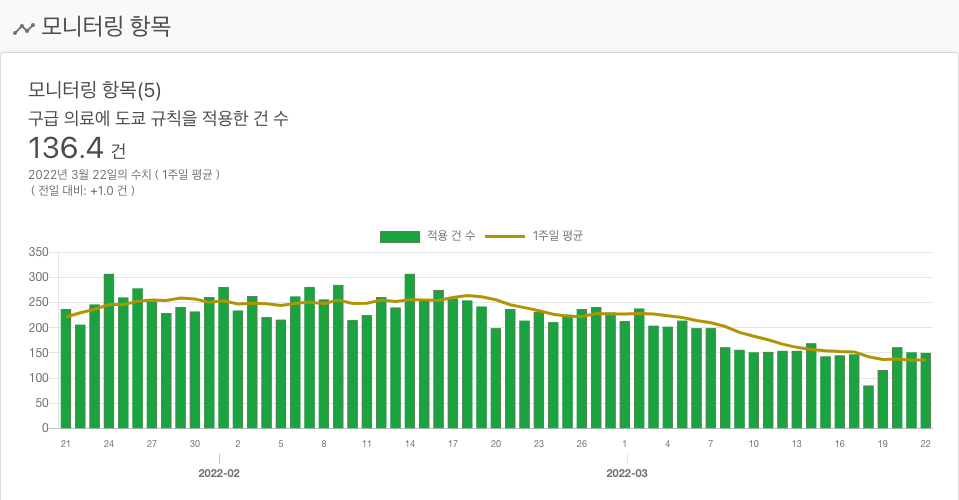 모니터링 항목
모니터링 항목(5)
구급 의료에 도쿄 규칙을 적용한 건 수
136.4 건
2022년 3월 22일의 수치 ( 1주일 평균 )
( 전일 대비: +1.0 건 )
적용 건 수 1주일 평균
350
300
250
200
150
100
50
0
21 24 27 30 2 5 8 11 14 17 20 23 26 1 4 7 10 13 16 19 22
2022-02 2022-03